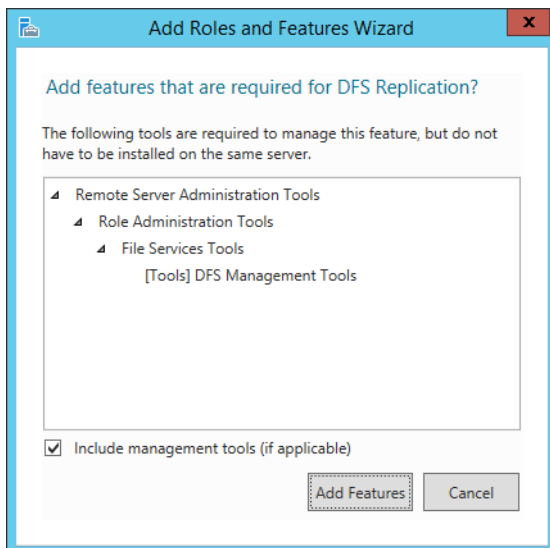 Add Roles and Features Wizard
x
Add features that are required for DFS Replication?
The following tools are required to manage this feature, but do not
have to be installed on the same server.
Remote Server Administration Tools
Role Administration Tools
File Services Tools
[Tools] DFS Management Tools
Include management tools (if applicable)
Add Features Cancel